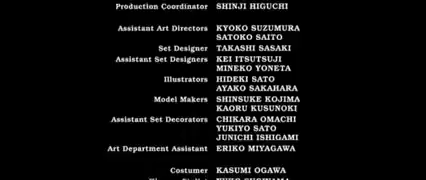 Production Coordinator SHINJI HIGUCHI
Assistant Art Directors KYOKO SUZUMURA
SATOKO SAITO
Set Designer TAKASHI SASAKI
Assistant Set Designers KEI ITSUTSUJI
MINEKO YONETA
Illustrators HIDEKI SATO
AYAKO SAKAHARA
Model Makers SHINSUKE KOJIMA
KAORU KUSUNOKI
Assistant Set Decorators CHIKARA OMACHI
YUKIYO SATO
JUNICHI ISHIGAMI
Art Department Assistant ERIKO MIYAGAWA
Costumer KASUMI OGAWA